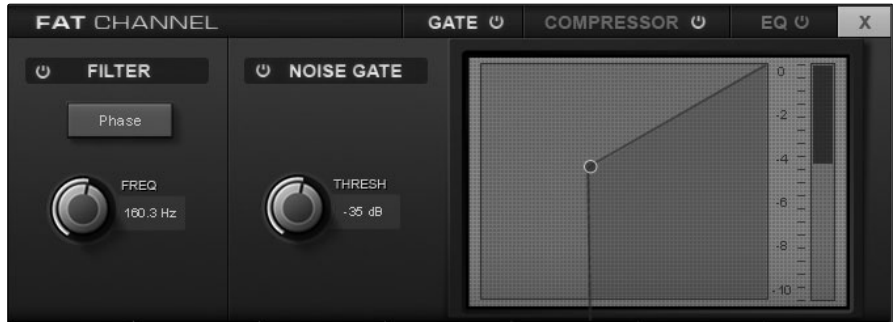 FAT CHANNEL
GATE
COMPRESSOR
EQ
X
FILTER
NOISE GATE
Phase
FREQ
160.3 Hz
THRESH
-35 dB
0
-2
-4
-6
-8
-10